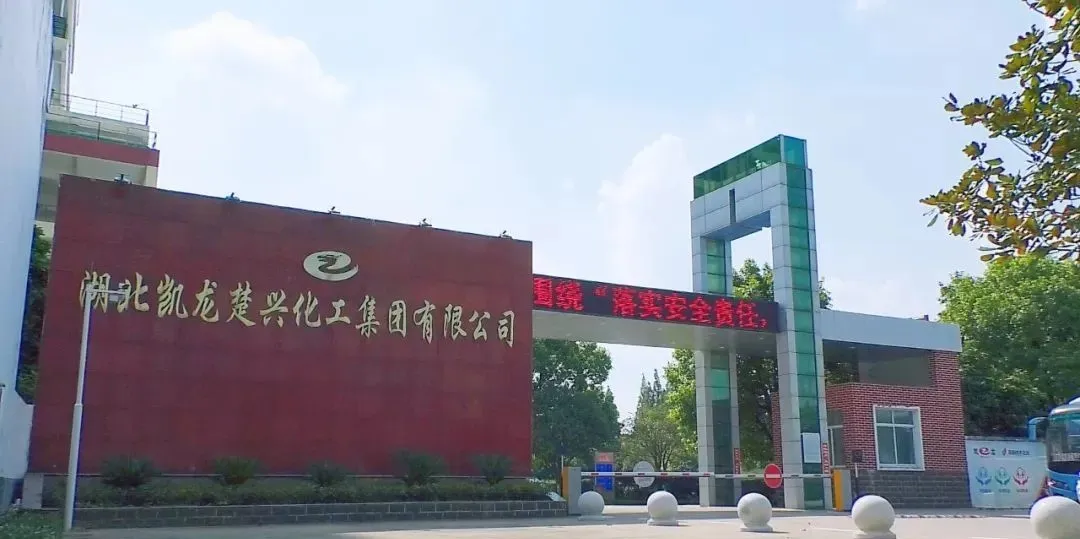 湖北凯龙楚兴化工集团有限公司
围绕“落实安全责任，